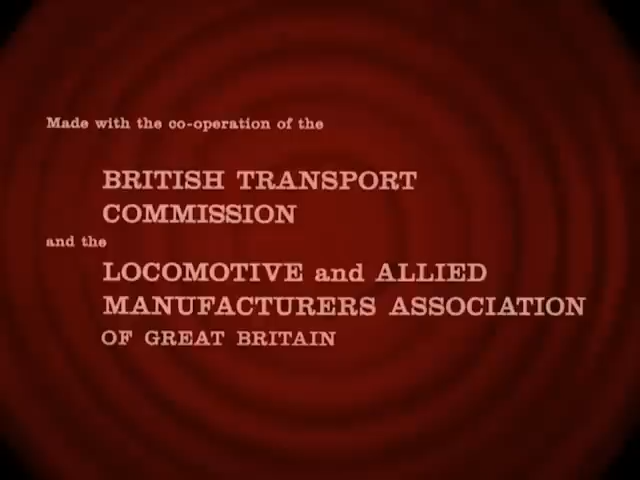 Made with the co-operation of the
BRITISH TRANSPORT
COMMISSION
and the
LOCOMOTIVE and ALLIED
MANUFACTURERS ASSOCIATION
OF GREAT BRITAIN